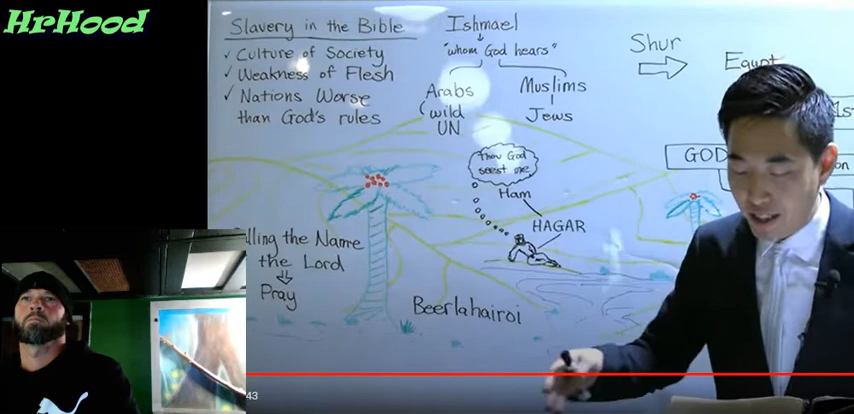 HrHood
Slavery in the Bible
✓ Culture of Society
✓ Weakness of Flesh
✓ Nations Worse
than God's rules
Ishmael
"whom God hears"
Arabs
wild
UN
Muslims
Jews
Shur
Egypt
GOD
thou God
seest me
Ham
HAGAR
lling the Name
the Lord
Pray
Beerlahairoi
43